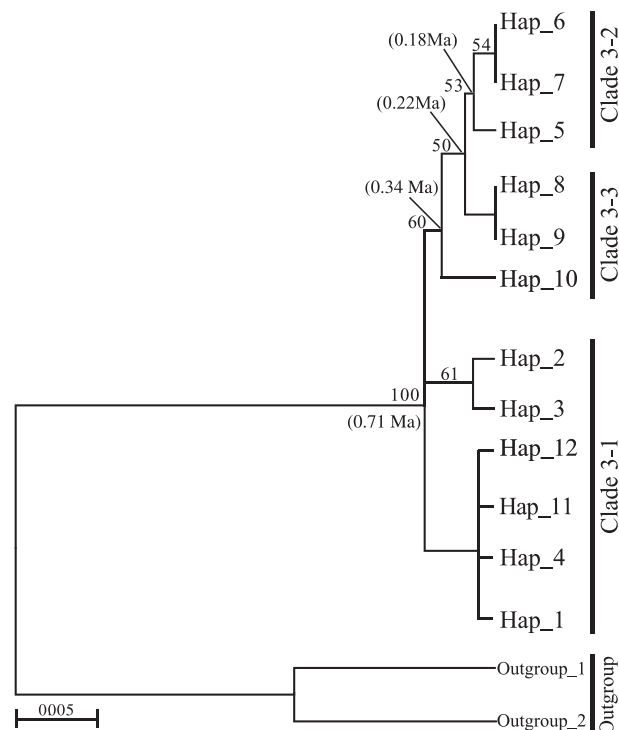 Hap_6
(0.18Ma)
54
Hap_7
53
(0.22Ma)
Hap_5
Clade 3-2
50
Hap_8
(0.34 Ma)
60
Hap_9
Hap_10
Clade 3-3
Hap_2
61
100
Hap_3
(0.71 Ma)
Hap_12
Hap_11
Hap_4
Hap_1
Clade 3-1
Outgroup_1
0005
Outgroup_2
Outgroup